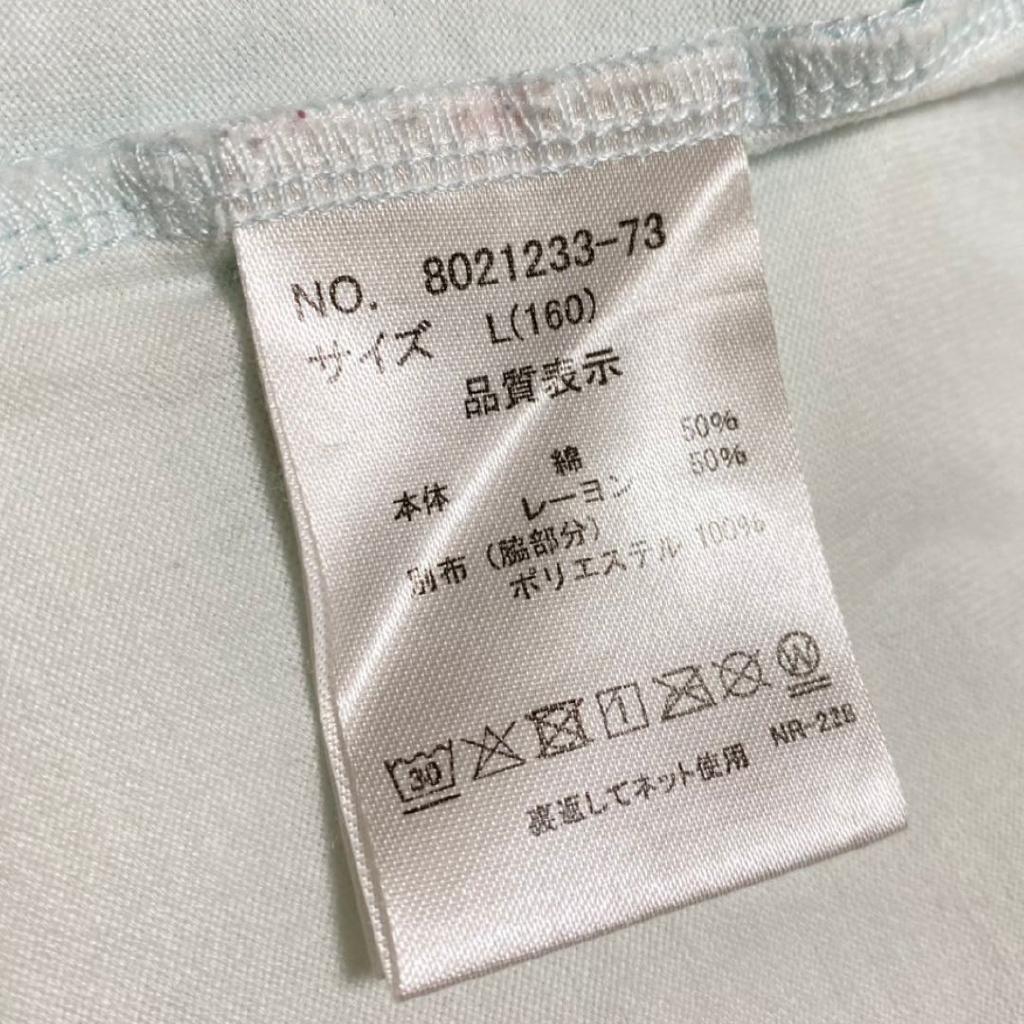 NO. 8021233-73
サイズ L(160)
品質表示
綿 50%
本体 レーヨン 50%
別布(脇部分)
ポリエステル 100%
30 1 W
裏返してネット使用 NR-228